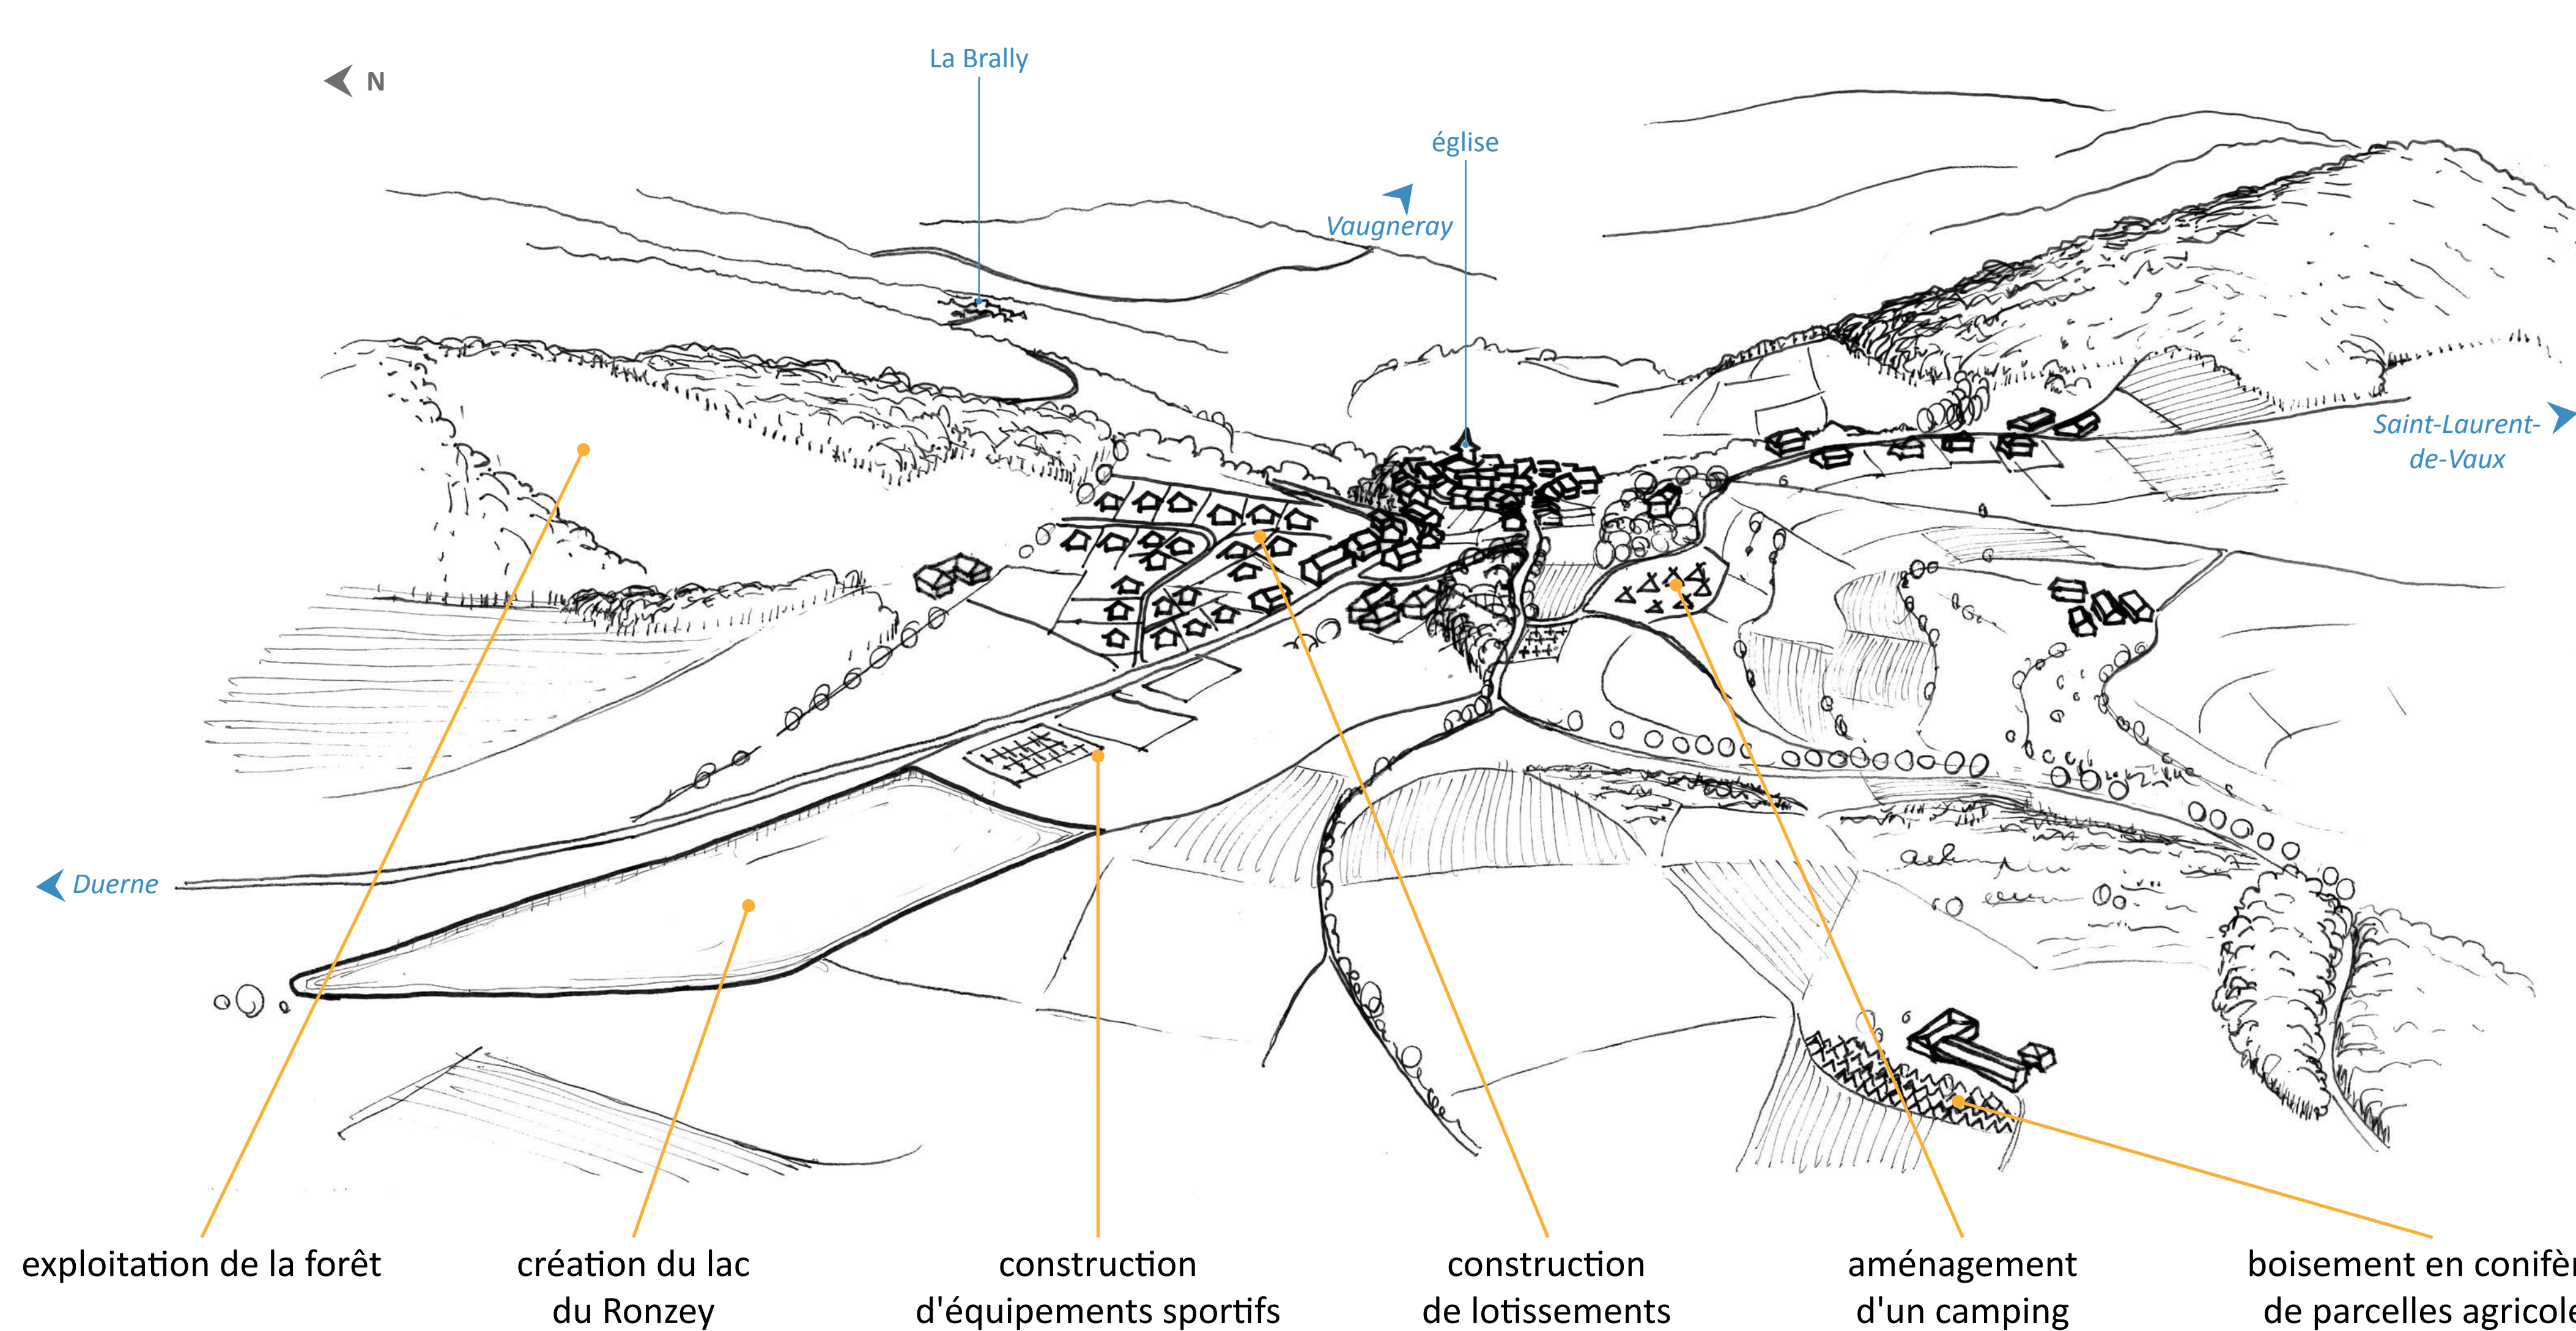 La Brally
N
église
Vaugneray
Saint-Laurent-
de-Vaux
Duerne
exploitation de la forêt
création du lac
du Ronzey
construction
d'équipements sportifs
construction
de lotissements
aménagement
d'un camping
boisement en conifèr
de parcelles agricole